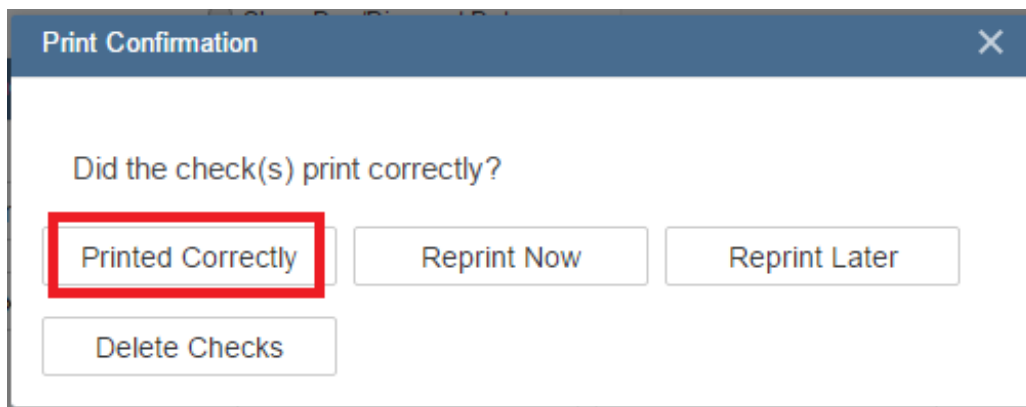 Print Confirmation
Did the check(s) print correctly?
Printed Correctly
Reprint Now
Reprint Later
Delete Checks